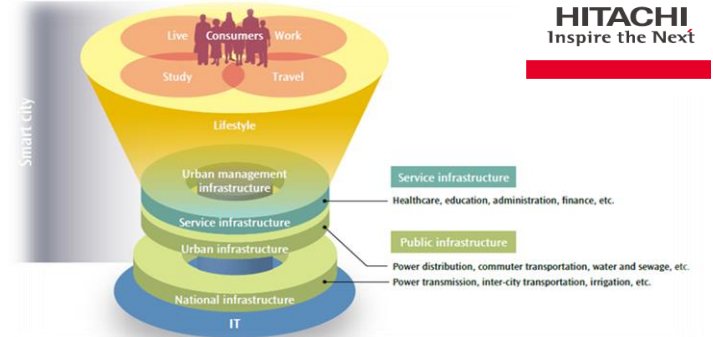 HITACHI
Inspire the Next
Live Consumers Work
Study Travel
Lifestyle
Smart city
Urban management
infrastructure
Service infrastructure
Urban infrastructure
National infrastructure
IT
Service infrastructure
Healthcare, education, administration, finance, etc.
Public infrastructure
Power distribution, commuter transportation, water and sewage, etc.
Power transmission, inter-city transportation, irrigation, etc.